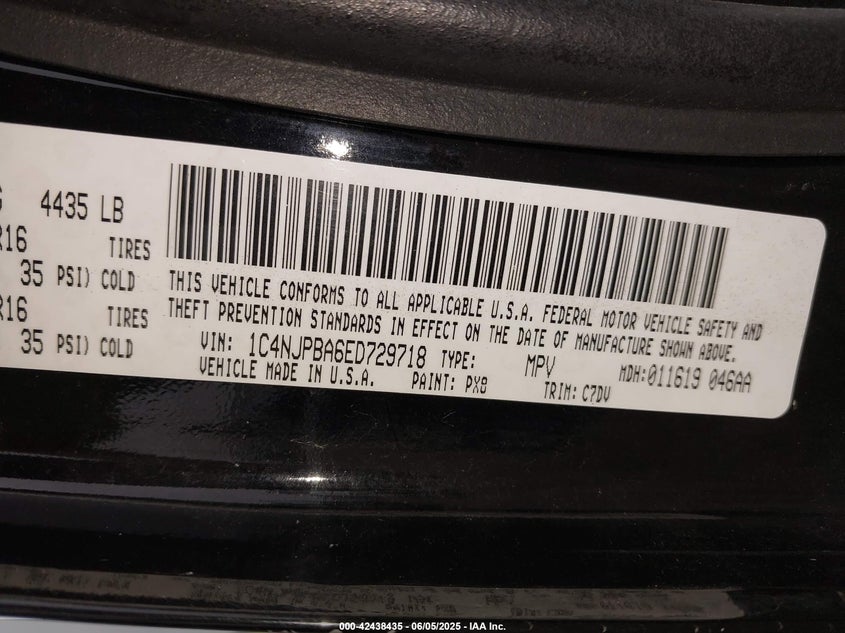 4435 LB
R16 TIRES
35 PSI) COLD
R16 TIRES
35 PSI) COLD
THIS VEHICLE CONFORMS TO ALL APPLICABLE U.S.A. FEDERAL MOTOR VEHICLE SAFETY AND
THEFT PREVENTION STANDARDS IN EFFECT ON THE DATE OF MANUFACTURE SHOWN ABOVE.
VIN: 1C4NJPBA6ED729718 TYPE: MPV MDH:011619 046AA
VEHICLE MADE IN U.S.A. PAINT: PX8 TRIM: C7DV
000-42438435 - 06/05/2025 - IAA Inc.